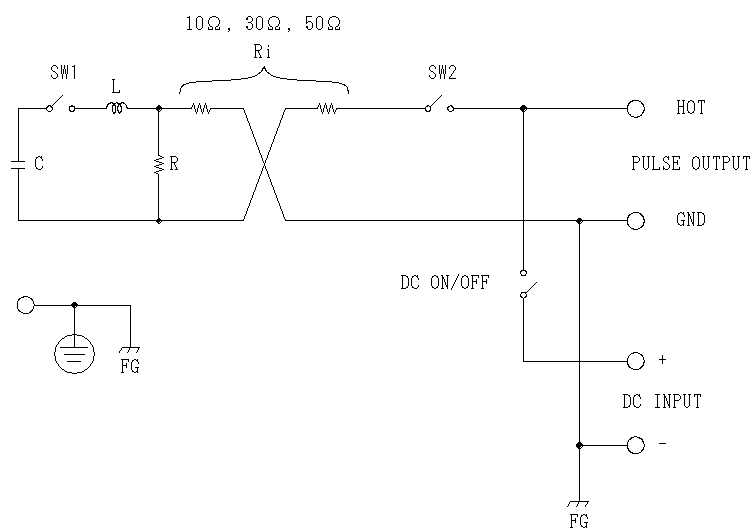 10Ω, 30Ω, 50Ω
Ri
SW1
L
SW2
C
R
HOT
PULSE OUTPUT
GND
DC ON/OFF
FG
+
DC INPUT
-
FG